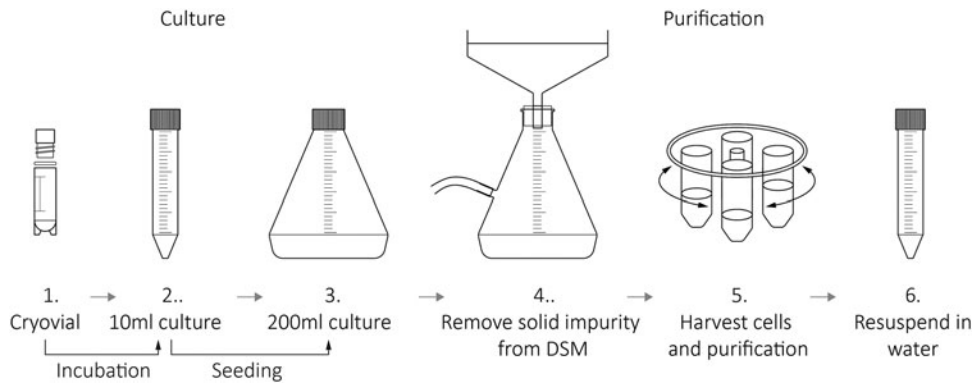 Culture
Purification
1.
Cryovial
2..
10ml culture
3.
200ml culture
4..
Remove solid impurity
from DSM
5.
Harvest cells
and purification
6.
Resuspend in
water
Incubation
Seeding